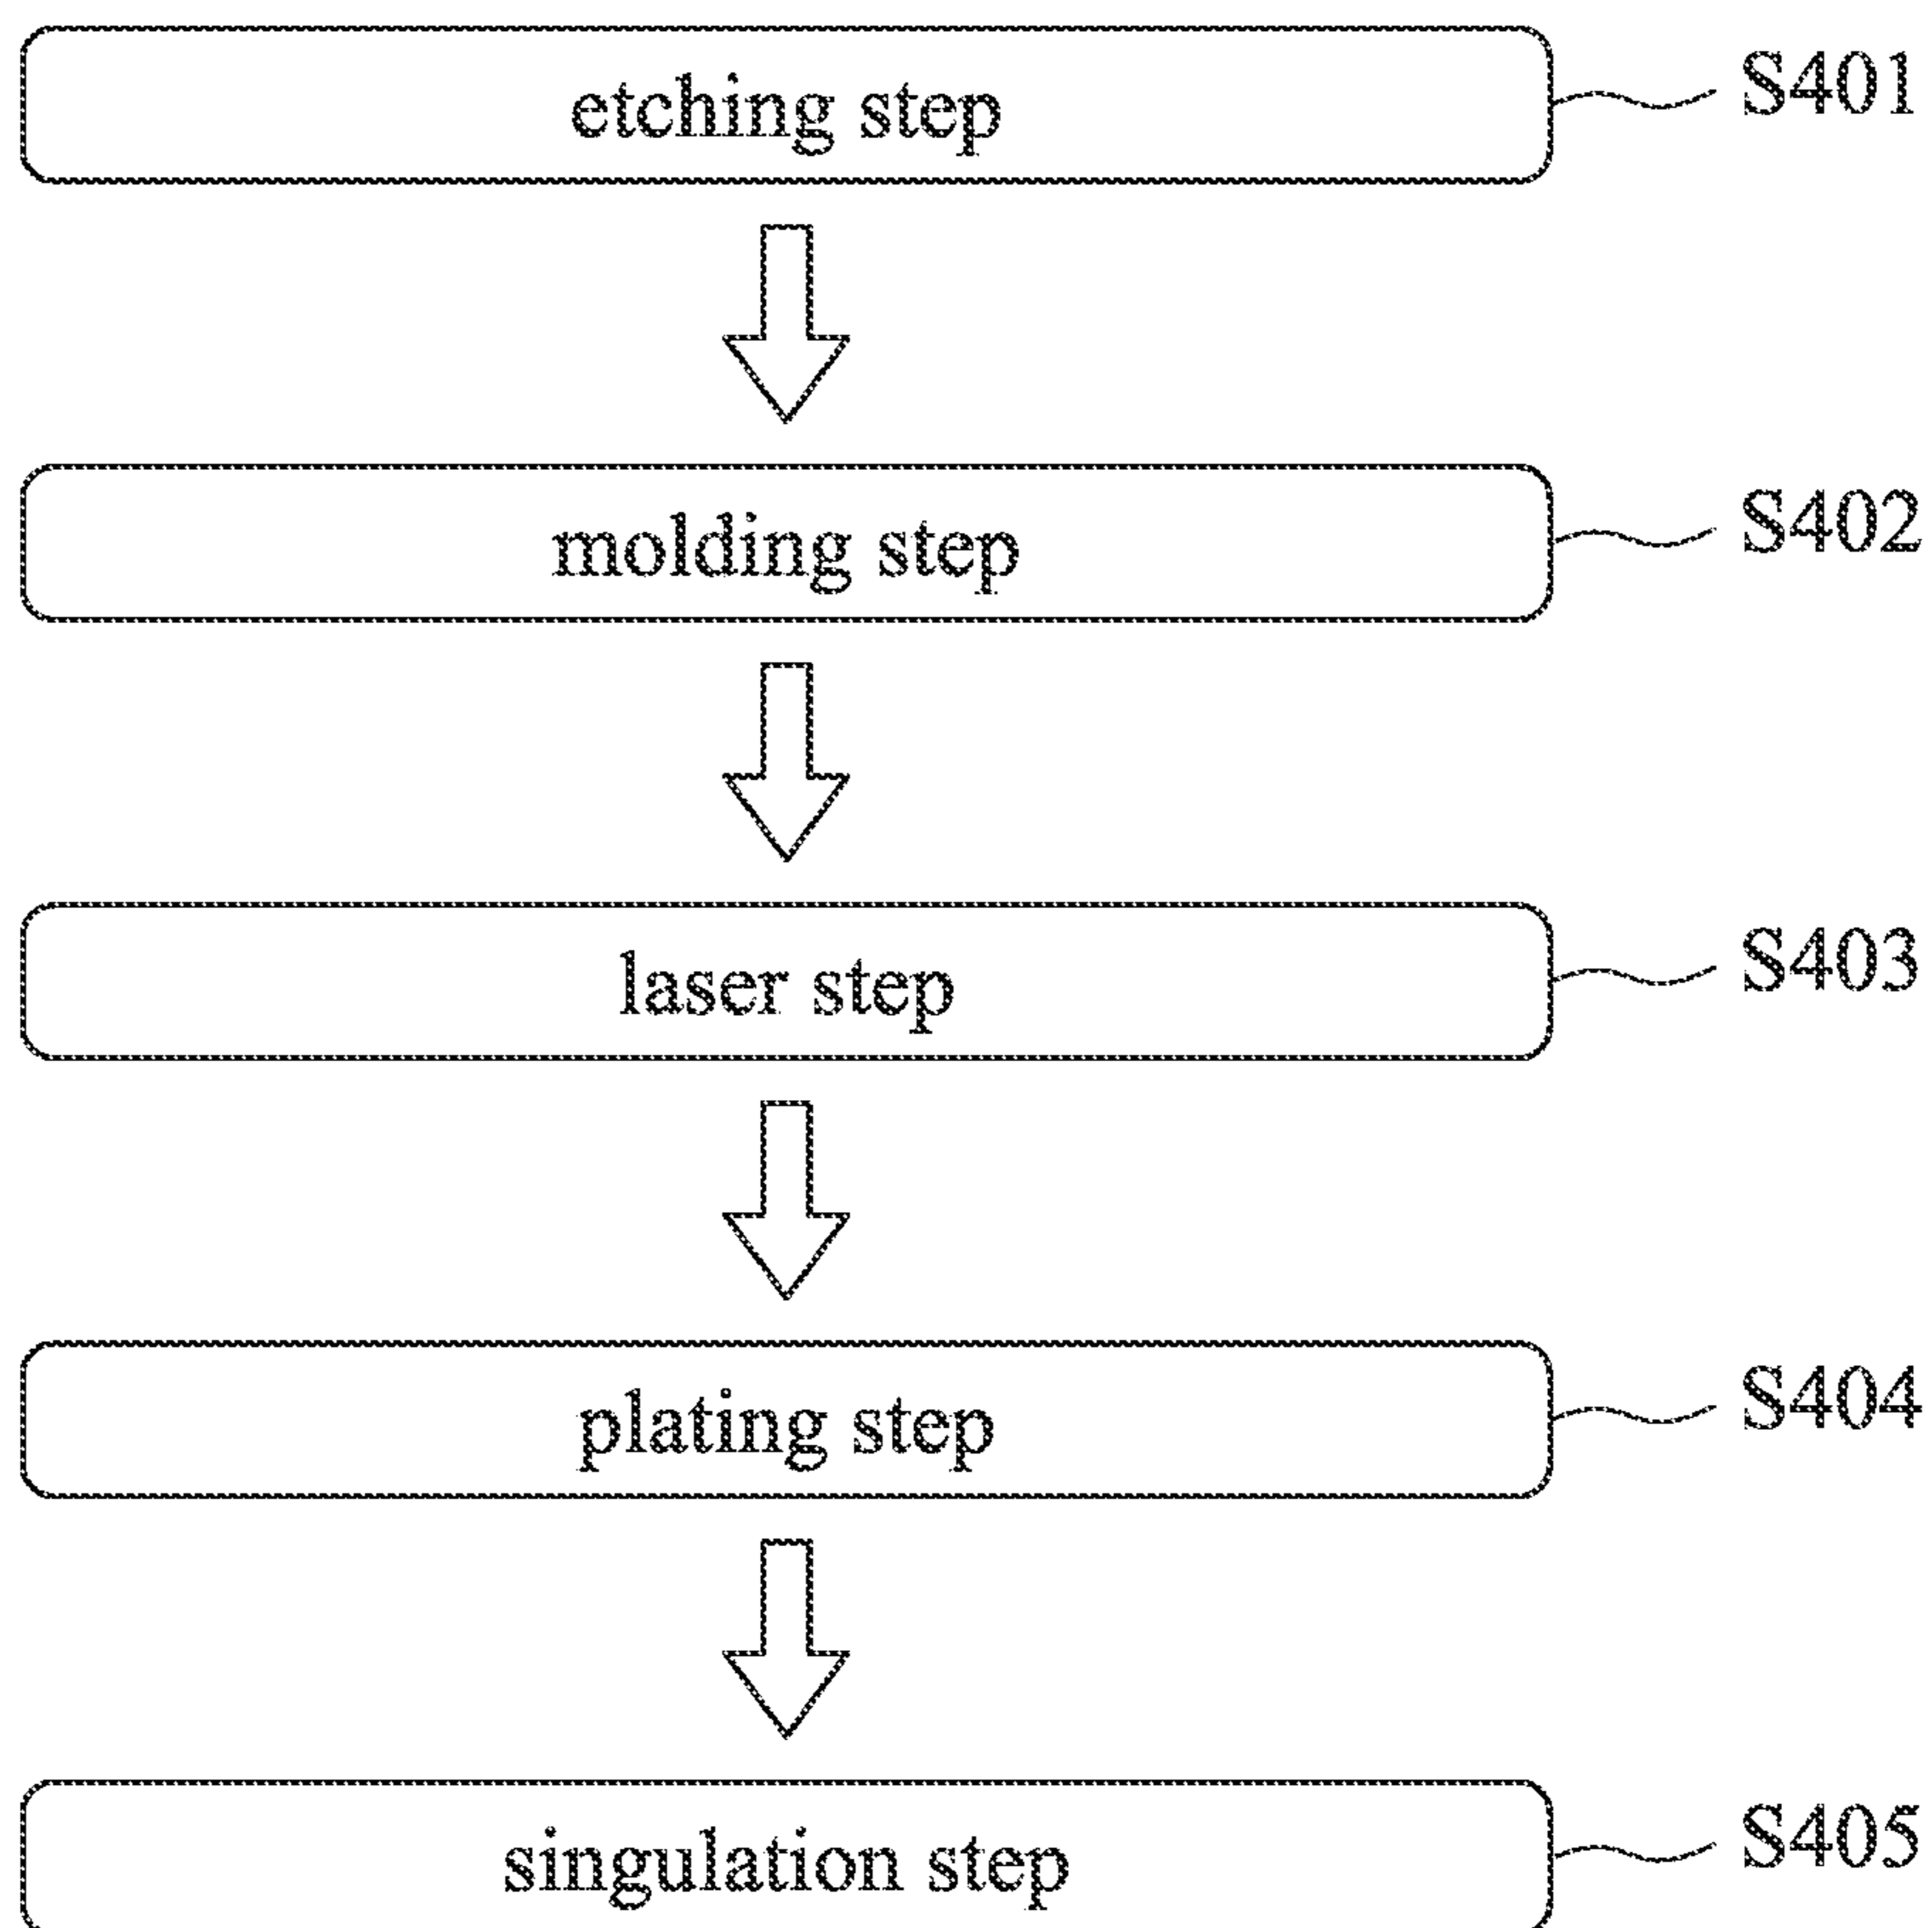 etching step S401
molding step S402
laser step S403
plating step S404
singulation step S405